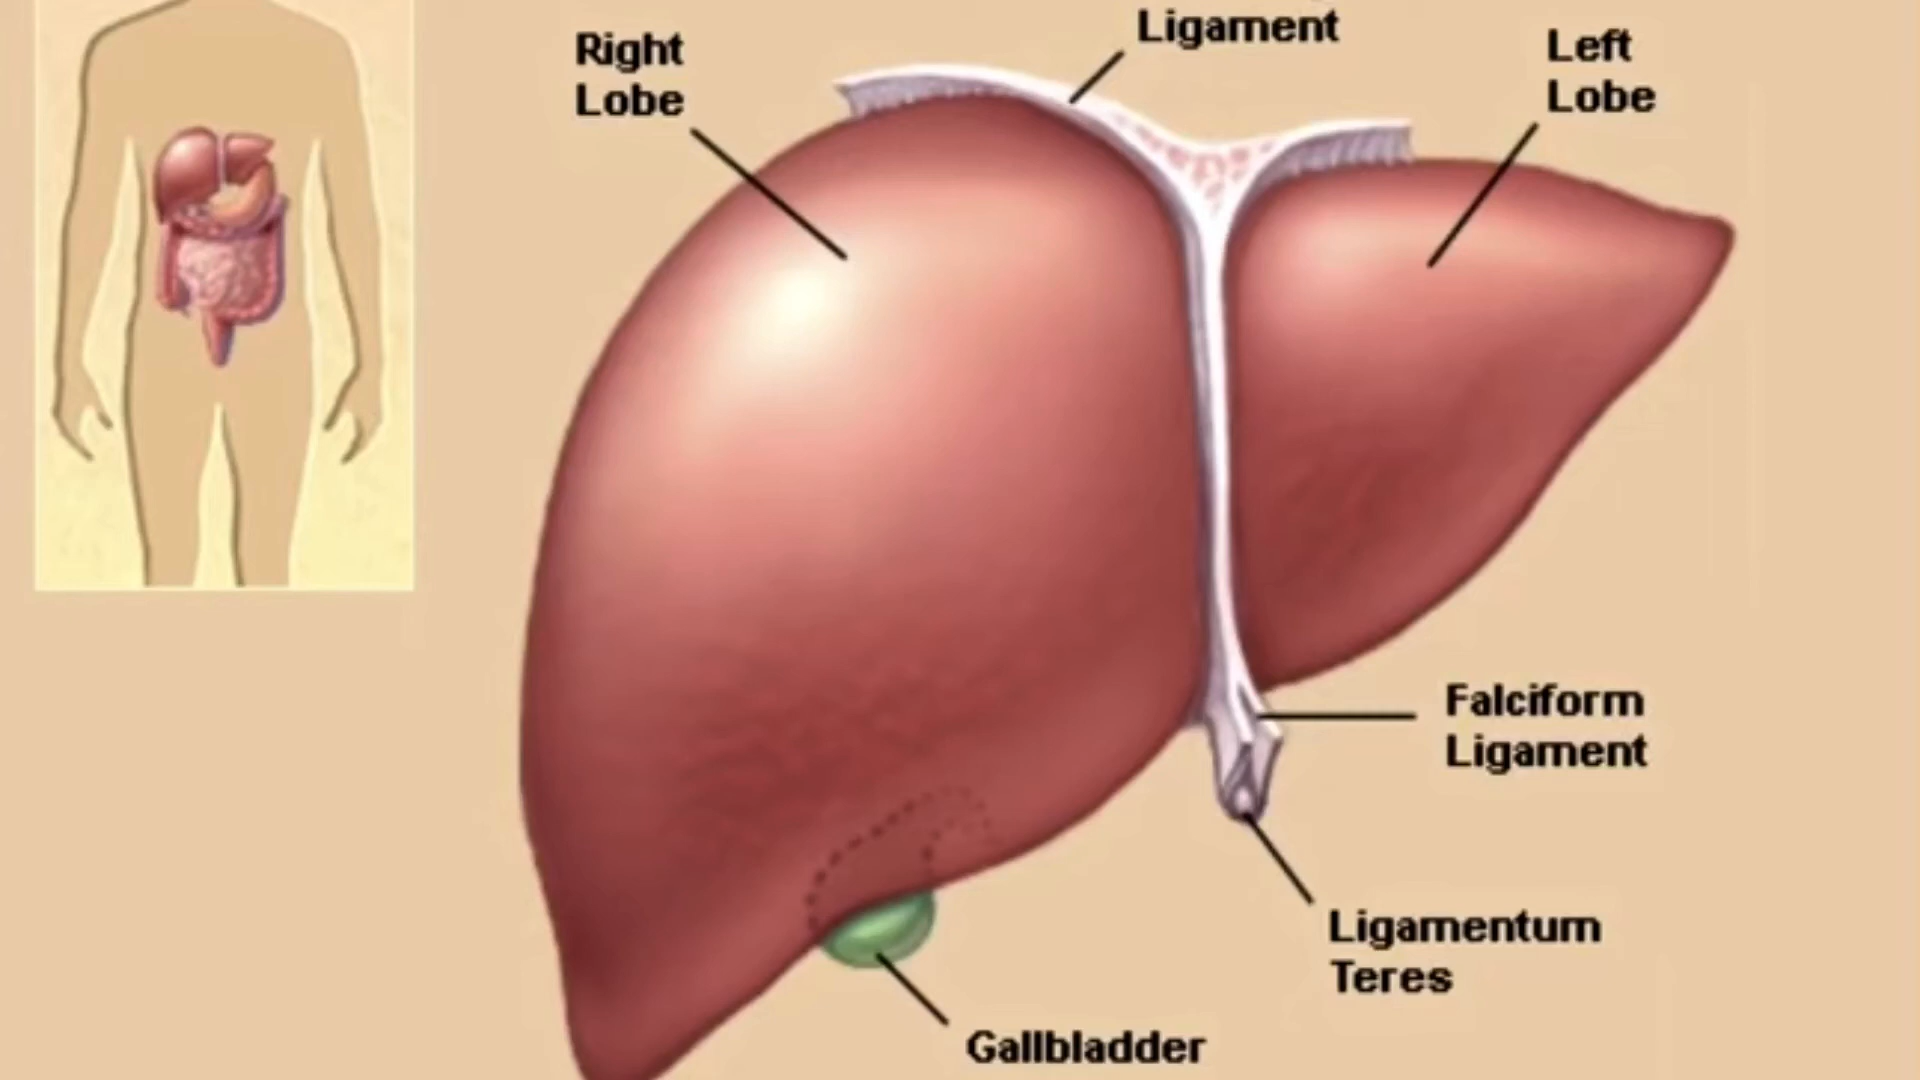 Ligament
Right
Lobe
Left
Lobe
Falciform
Ligament
Ligamentum
Teres
Gallbladder